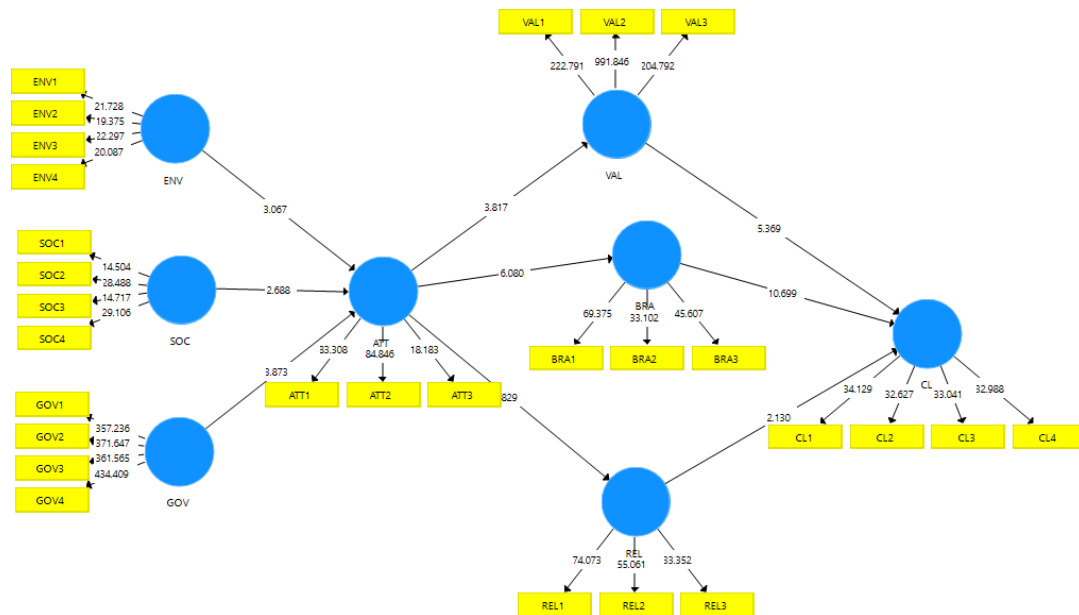 VAL1 VAL2 VAL3
222.791 991.846 204.792
VAL
ENV1
ENV2
ENV3
ENV4
21.728
19.375
22.297
20.087
ENV
3.067
3.817
5.369
SOC1
SOC2
SOC3
SOC4
14.504
28.488
14.717
29.106
SOC
2.688
6.080
10.699
ATT
33.308 84.846 18.183
ATT1 ATT2 ATT3
BRA
69.375 33.102 45.607
BRA1 BRA2 BRA3
CL
34.129 32.627 33.041 32.988
CL1 CL2 CL3 CL4
GOV1
GOV2
GOV3
GOV4
357.236
371.647
361.565
434.409
GOV
3.873
829
2.130
REL
74.073 55.061 33.352
REL1 REL2 REL3